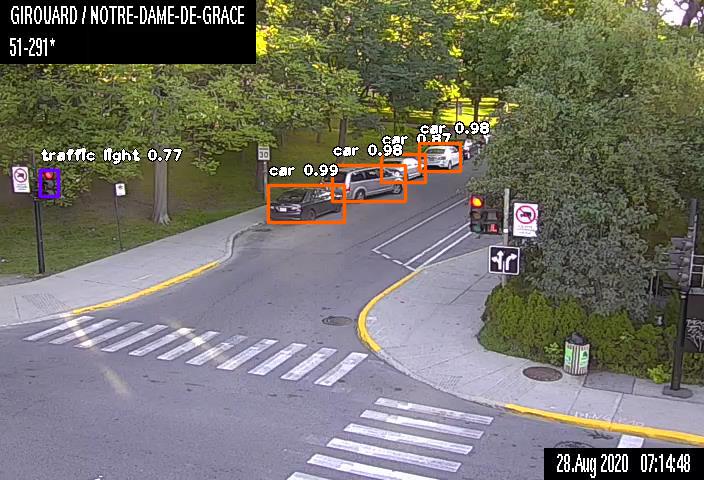 GIROUARD / NOTRE-DAME-DE-GRACE
51-291*
car 0.98
car 0.87
car 0.98
traffic light 0.77
car 0.99
30
28.Aug 2020 07:14:48